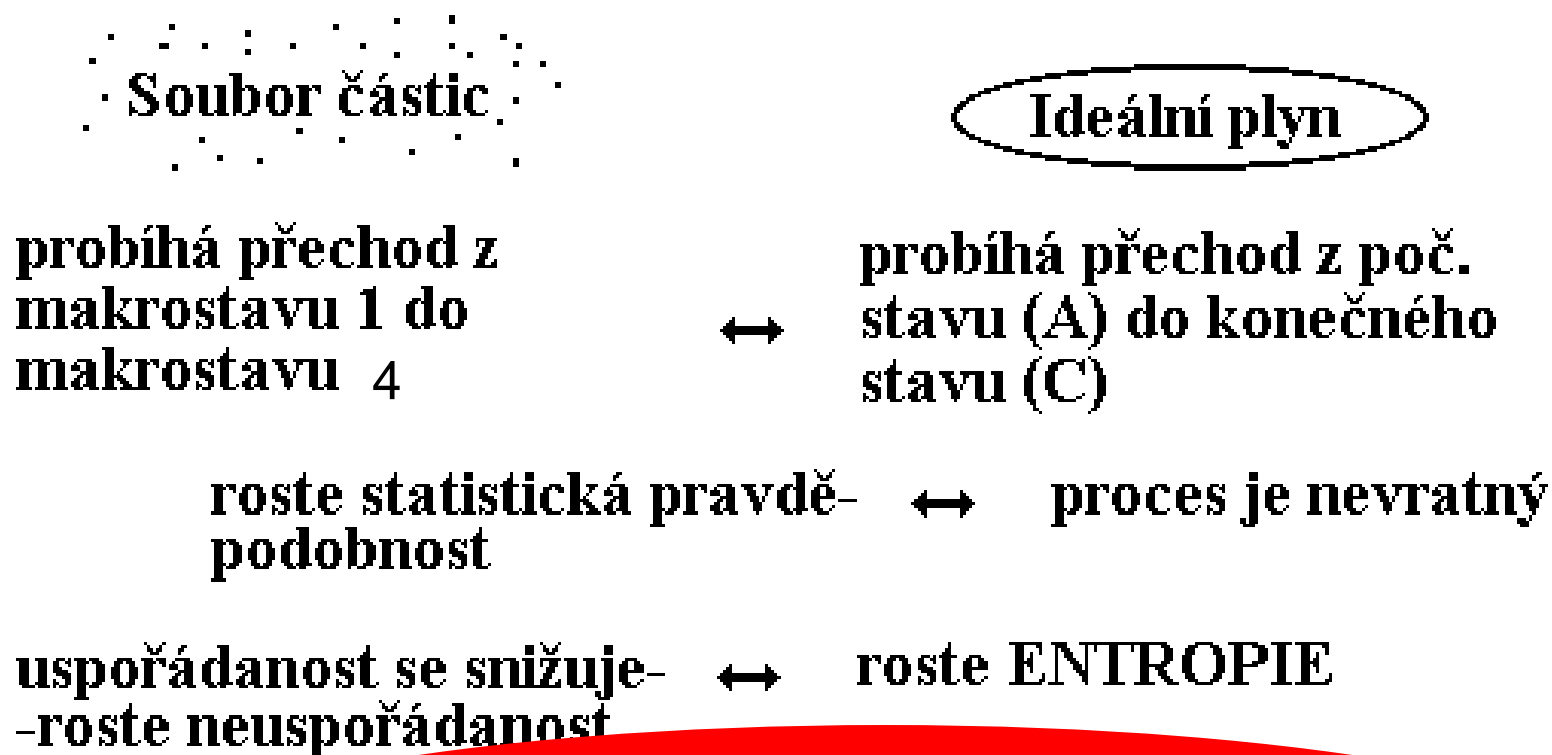 Soubor částic
Ideální plyn
probíhá přechod z
makrostavu 1 do
makrostavu 4
probíhá přechod z poč.
stavu (A) do konečného
stavu (C)
roste statistická pravdě-
podobnost
proces je nevratný
uspořádanost se snižuje-
-roste neuspořádanost
roste ENTROPIE